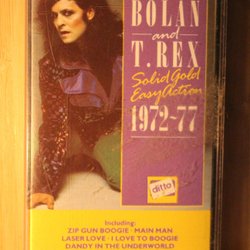 BOLAN
and
T. REX
Solid Gold
Easy Action
1972-77
ditto
Including:
ZIP GUN BOOGIE · MAIN MAN
LASER LOVE · I LOVE TO BOOGIE
DANDY IN THE UNDERWORLD